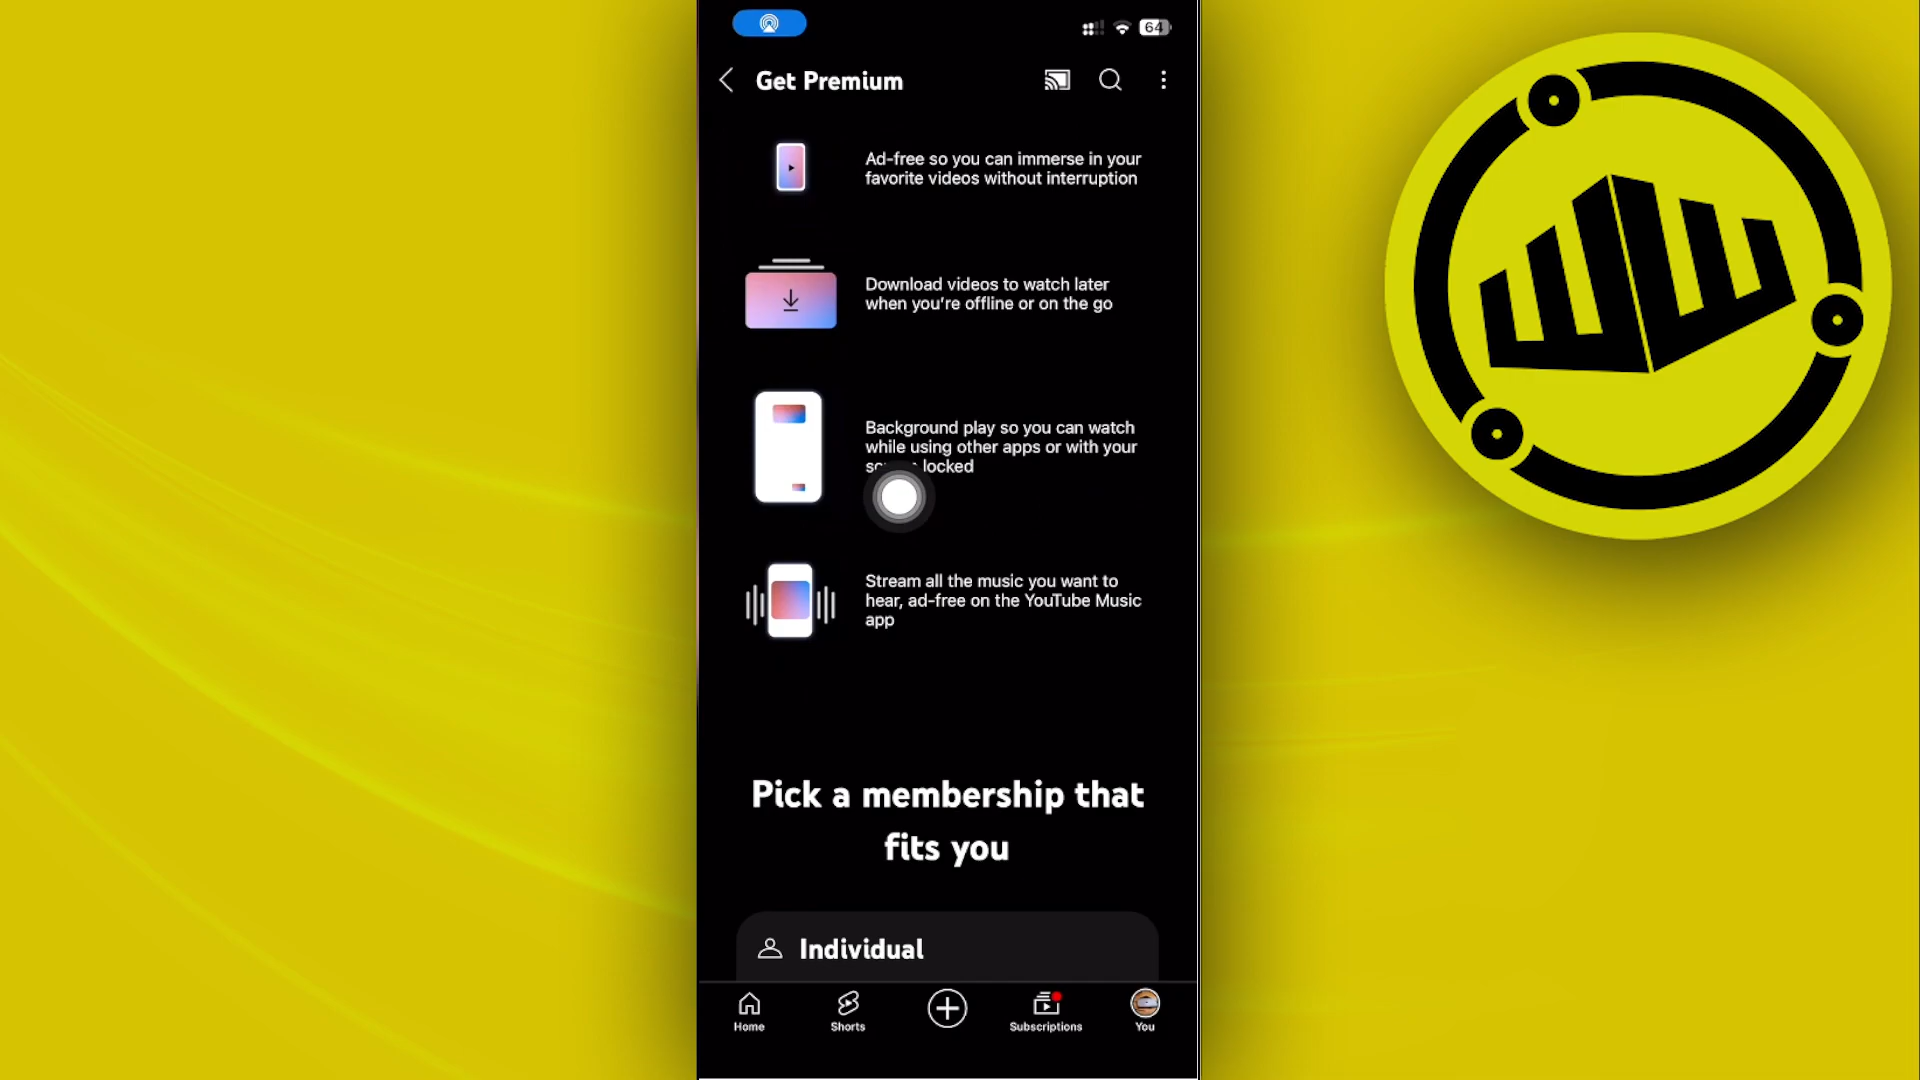 64
Get Premium
Ad-free so you can immerse in your
favorite videos without interruption
Download videos to watch later
when you're offline or on the go
Background play so you can watch
while using other apps or with your
locked
Stream all the music you want to
hear, ad-free on the YouTube Music
app
Pick a membership that
fits you
Individual
Home
Shorts
Subscriptions
You